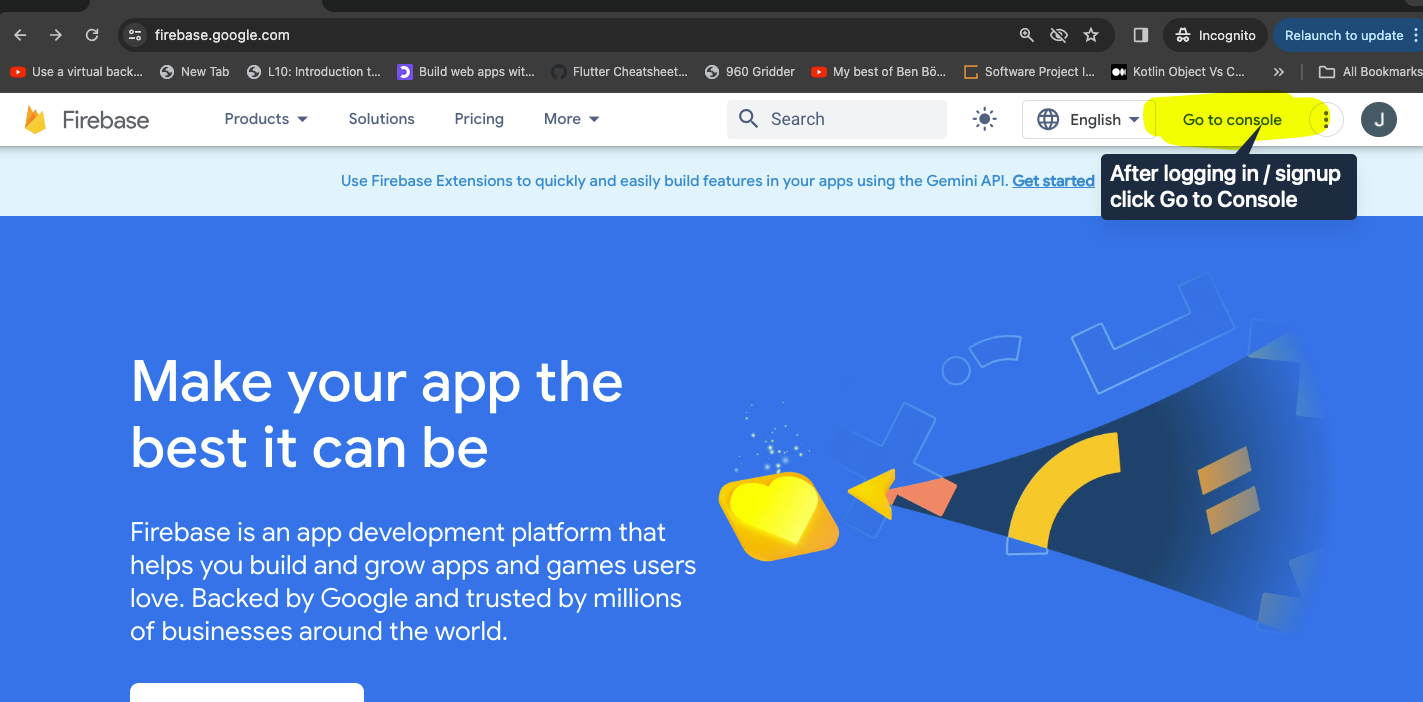 firebase.google.com
Incognito
Relaunch to update
Use a virtual back...
New Tab
L10: Introduction t...
Build web apps wit...
Flutter Cheatsheet...
960 Gridder
My best of Ben Bö...
Software Project I...
Kotlin Object Vs C...
All Bookmarks
Firebase
Products
Solutions
Pricing
More
Search
English
Go to console
J
Use Firebase Extensions to quickly and easily build features in your apps using the Gemini API. Get started
After logging in / signup
click Go to Console
Make your app the
best it can be
Firebase is an app development platform that
helps you build and grow apps and games users
love. Backed by Google and trusted by millions
of businesses around the world.